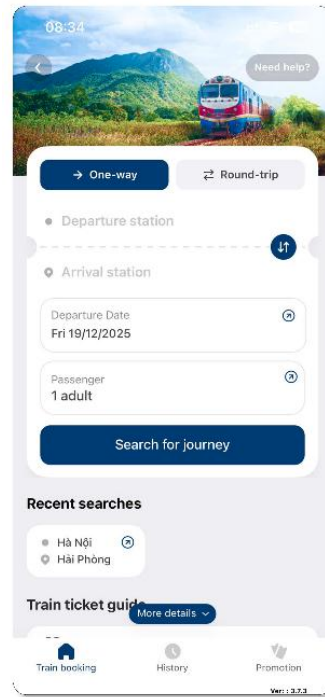 08:34
Need help?
→ One-way
⇄ Round-trip
Departure station
Arrival station
Departure Date
Fri 19/12/2025
Passenger
1 adult
Search for journey
Recent searches
Hà Nội
Hải Phòng
Train ticket guide
More details
Train booking
History
Promotion
Ver: : 3.7.3